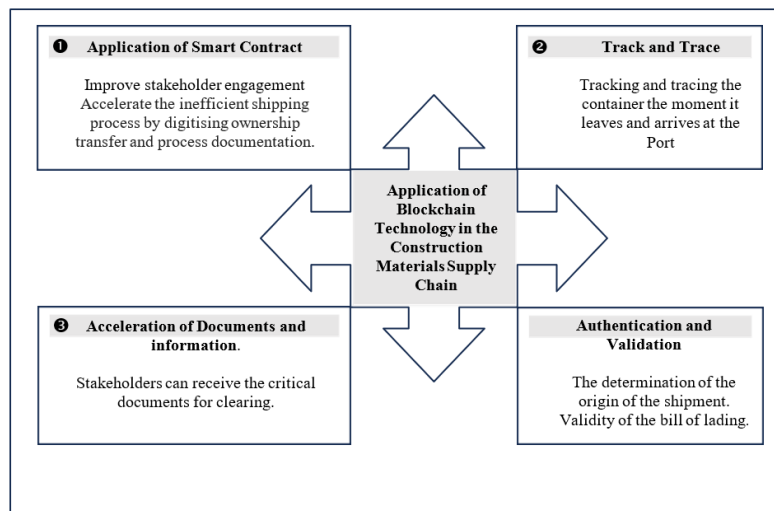 ❶ Application of Smart Contract
Improve stakeholder engagement
Accelerate the inefficient shipping
process by digitising ownership
transfer and process documentation.
❷ Track and Trace
Tracking and tracing the
container the moment it
leaves and arrives at the
Port
Application of
Blockchain
Technology in the
Construction
Materials Supply
Chain
❸ Acceleration of Documents and
information.
Stakeholders can receive the critical
documents for clearing.
Authentication and
Validation
The determination of the
origin of the shipment.
Validity of the bill of lading.